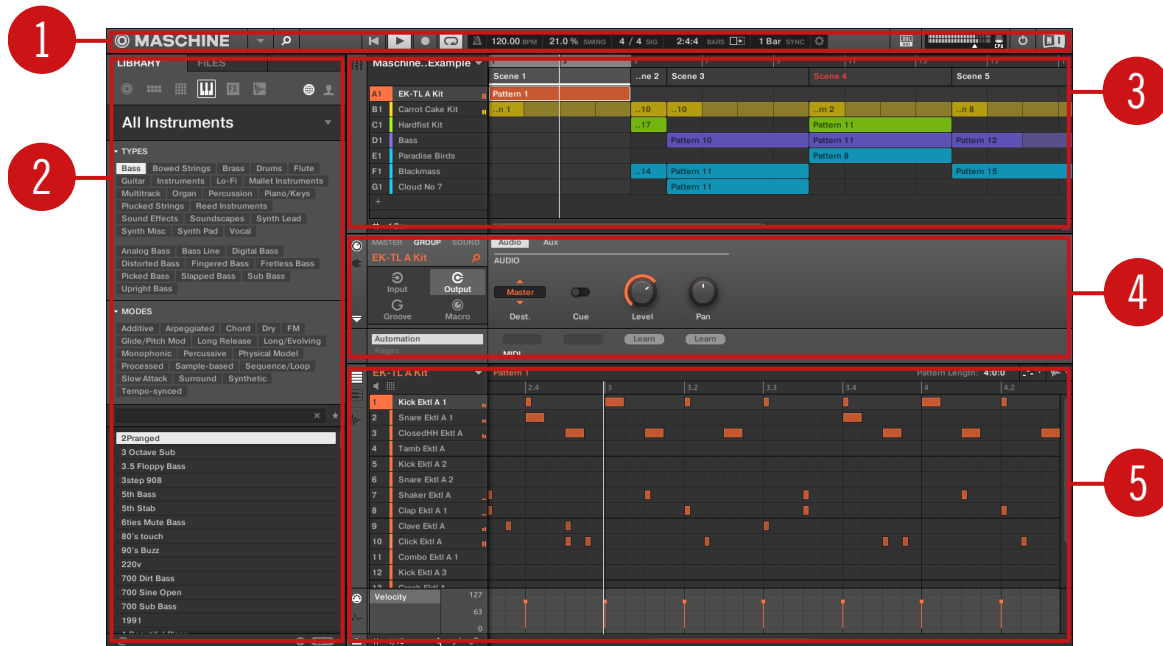 1
MASCHINE
120.00 BPM 21.0 % SWING 4 / 4 SIG 2:4:4 BARS 1 Bar SYNC
CPU
2
LIBRARY FILES
All Instruments
TYPES
Bass Bowed Strings Brass Drums Flute
Guitar Instruments Lo-Fi Mallet Instruments
Multitrack Organ Percussion Piano/Keys
Plucked Strings Reed Instruments
Sound Effects Soundscapes Synth Lead
Synth Misc Synth Pad Vocal
Analog Bass Bass Line Digital Bass
Distorted Bass Fingered Bass Fretless Bass
Picked Bass Slapped Bass Sub Bass
Upright Bass
MODES
Additive Arpeggiated Chord Dry FM
Glide/Pitch Mod Long Release Long/Evolving
Monophonic Percussive Physical Model
Processed Sample-based Sequence/Loop
Slow Attack Surround Synthetic
Tempo-synced
2Pranged
3 Octave Sub
3.5 Floppy Bass
3step 908
5th Bass
5th Stab
6ties Mute Bass
80's touch
90's Buzz
220v
700 Dirt Bass
700 Sine Open
700 Sub Bass
1991
3
Maschine..Example
Scene 1 ..ne 2 Scene 3 Scene 4 Scene 5
A1 EK-TL A Kit Pattern 1
B1 Carrot Cake Kit ..n 1 ..10 ..10 ..rn 2 ..n 8
C1 Hardfist Kit ..17 Pattern 11
D1 Bass Pattern 10 Pattern 11 Pattern 12
E1 Paradise Birds Pattern 8
F1 Blackmass ..14 Pattern 11 Pattern 15
G1 Cloud No 7 Pattern 11
+
4
MASTER GROUP SOUND Audio Aux
EK-TL A Kit AUDIO
Input Output
Groove Macro
Master
Dest. Cue Level Pan
Automation Learn Learn
Pages MIDI
5
EK-TL A Kit Pattern 1 Pattern Length: 4:0:0
2.4 3 3.2 3.3 3.4 4 4.2
1 Kick Ektl A 1
2 Snare Ektl A 1
3 ClosedHH Ektl A
4 Tamb Ektl A
5 Kick Ektl A 2
6 Snare Ektl A 2
7 Shaker Ektl A
8 Clap Ektl A 1
9 Clave Ektl A
10 Click Ektl A
11 Combo Ektl A 1
12 Kick Ektl A 3
Velocity 127
63
0